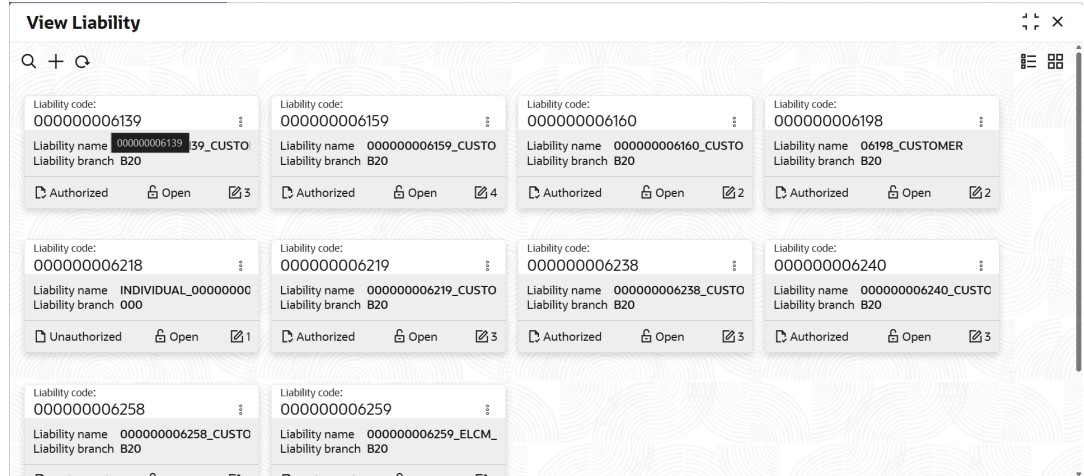 View Liability
Liability code:
000000006139
Liability name 39_CUSTO
000000006139
Liability branch B20
Authorized Open 3
Liability code:
000000006159
Liability name 000000006159_CUSTO
Liability branch B20
Authorized Open 4
Liability code:
000000006160
Liability name 000000006160_CUSTO
Liability branch B20
Authorized Open 2
Liability code:
000000006198
Liability name 06198_CUSTOMER
Liability branch B20
Authorized Open 2
Liability code:
000000006218
Liability name INDIVIDUAL_00000000
Liability branch 000
Unauthorized Open 1
Liability code:
000000006219
Liability name 000000006219_CUSTO
Liability branch B20
Authorized Open 3
Liability code:
000000006238
Liability name 000000006238_CUSTO
Liability branch B20
Authorized Open 3
Liability code:
000000006240
Liability name 000000006240_CUSTO
Liability branch B20
Authorized Open 3
Liability code:
000000006258
Liability name 000000006258_CUSTO
Liability branch B20
Liability code:
000000006259
Liability name 000000006259_ELCM_
Liability branch B20